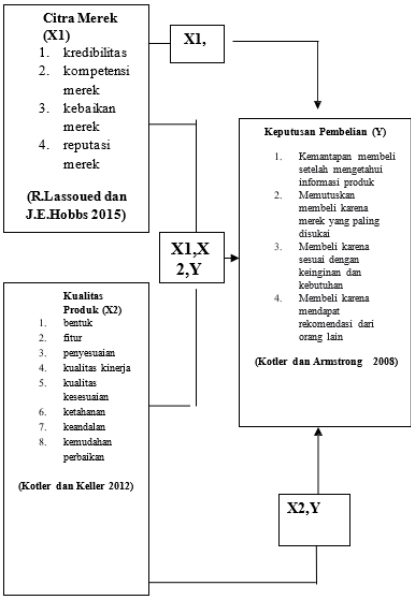 Citra Merek
(X1)
1. kredibilitas
2. kompetensi
merek
3. kebaikan
merek
4. reputasi
merek
(R.Lassoued dan
J.E.Hobbs 2015)
X1,
Keputusan Pembelian (Y)
1. Kemantapan membeli
setelah mengetahui
informasi produk
2. Memutuskan
membeli karena
merek yang paling
disukai
3. Membeli karena
sesuai dengan
keinginan dan
kebutuhan
4. Membeli karena
mendapat
rekomendasi dari
orang lain
(Kotler dan Armstrong 2008)
X1,X
2,Y
Kualitas
Produk (X2)
1. bentuk
2. fitur
3. penyesuaian
4. kualitas kinerja
5. kualitas
kesesuaian
6. ketahanan
7. keandalan
8. kemudahan
perbaikan
(Kotler dan Keller 2012)
X2,Y